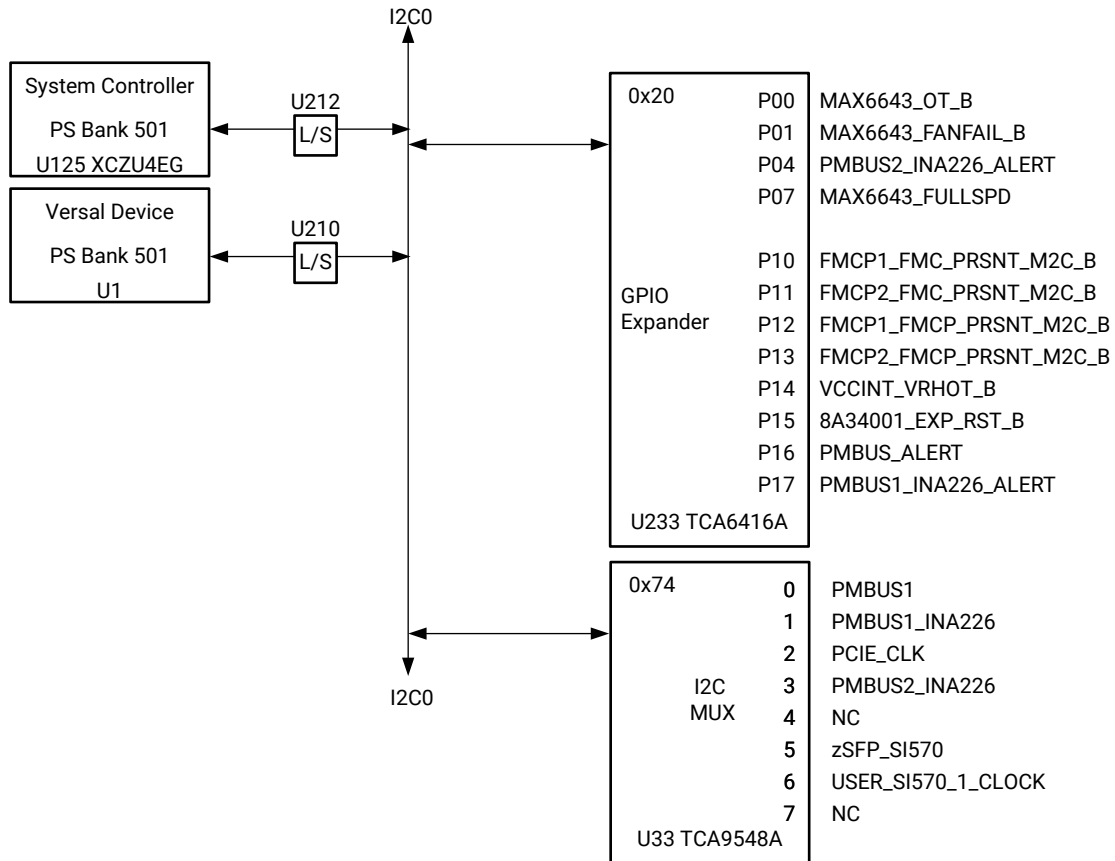 I2C0
System Controller
PS Bank 501
U125 XCZU4EG
U212
L/S
Versal Device
PS Bank 501
U1
U210
L/S
0x20
P00 MAX6643_OT_B
P01 MAX6643_FANFAIL_B
P04 PMBUS2_INA226_ALERT
P07 MAX6643_FULLSPD
P10 FMCP1_FMC_PRSNT_M2C_B
P11 FMCP2_FMC_PRSNT_M2C_B
P12 FMCP1_FMCP_PRSNT_M2C_B
P13 FMCP2_FMCP_PRSNT_M2C_B
P14 VCCINT_VRHOT_B
P15 8A34001_EXP_RST_B
P16 PMBUS_ALERT
P17 PMBUS1_INA226_ALERT
GPIO
Expander
U233 TCA6416A
0x74
0 PMBUS1
1 PMBUS1_INA226
2 PCIE_CLK
3 PMBUS2_INA226
4 NC
5 zSFP_SI570
6 USER_SI570_1_CLOCK
7 NC
I2C
MUX
U33 TCA9548A
I2C0